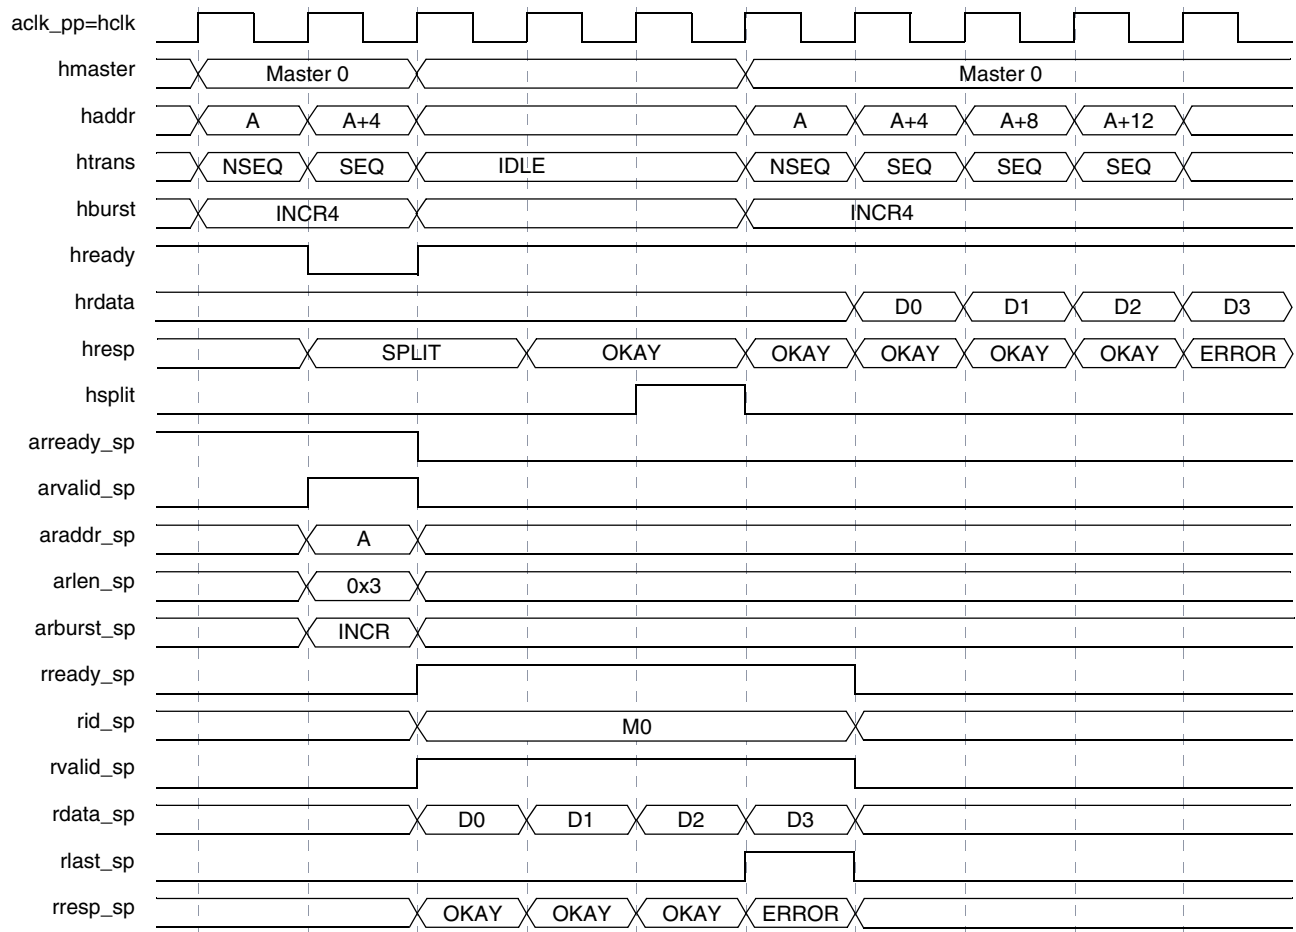 aclk_pp=hclk
hmaster Master 0 Master 0
haddr A A+4 A A+4 A+8 A+12
htrans NSEQ SEQ IDLE NSEQ SEQ SEQ SEQ
hburst INCR4 INCR4
hready
hrdata D0 D1 D2 D3
hresp SPLIT OKAY OKAY OKAY OKAY OKAY ERROR
hsplit
arready_sp
arvalid_sp
araddr_sp A
arlen_sp 0x3
arburst_sp INCR
rready_sp
rid_sp M0
rvalid_sp
rdata_sp D0 D1 D2 D3
rlast_sp
rresp_sp OKAY OKAY OKAY ERROR